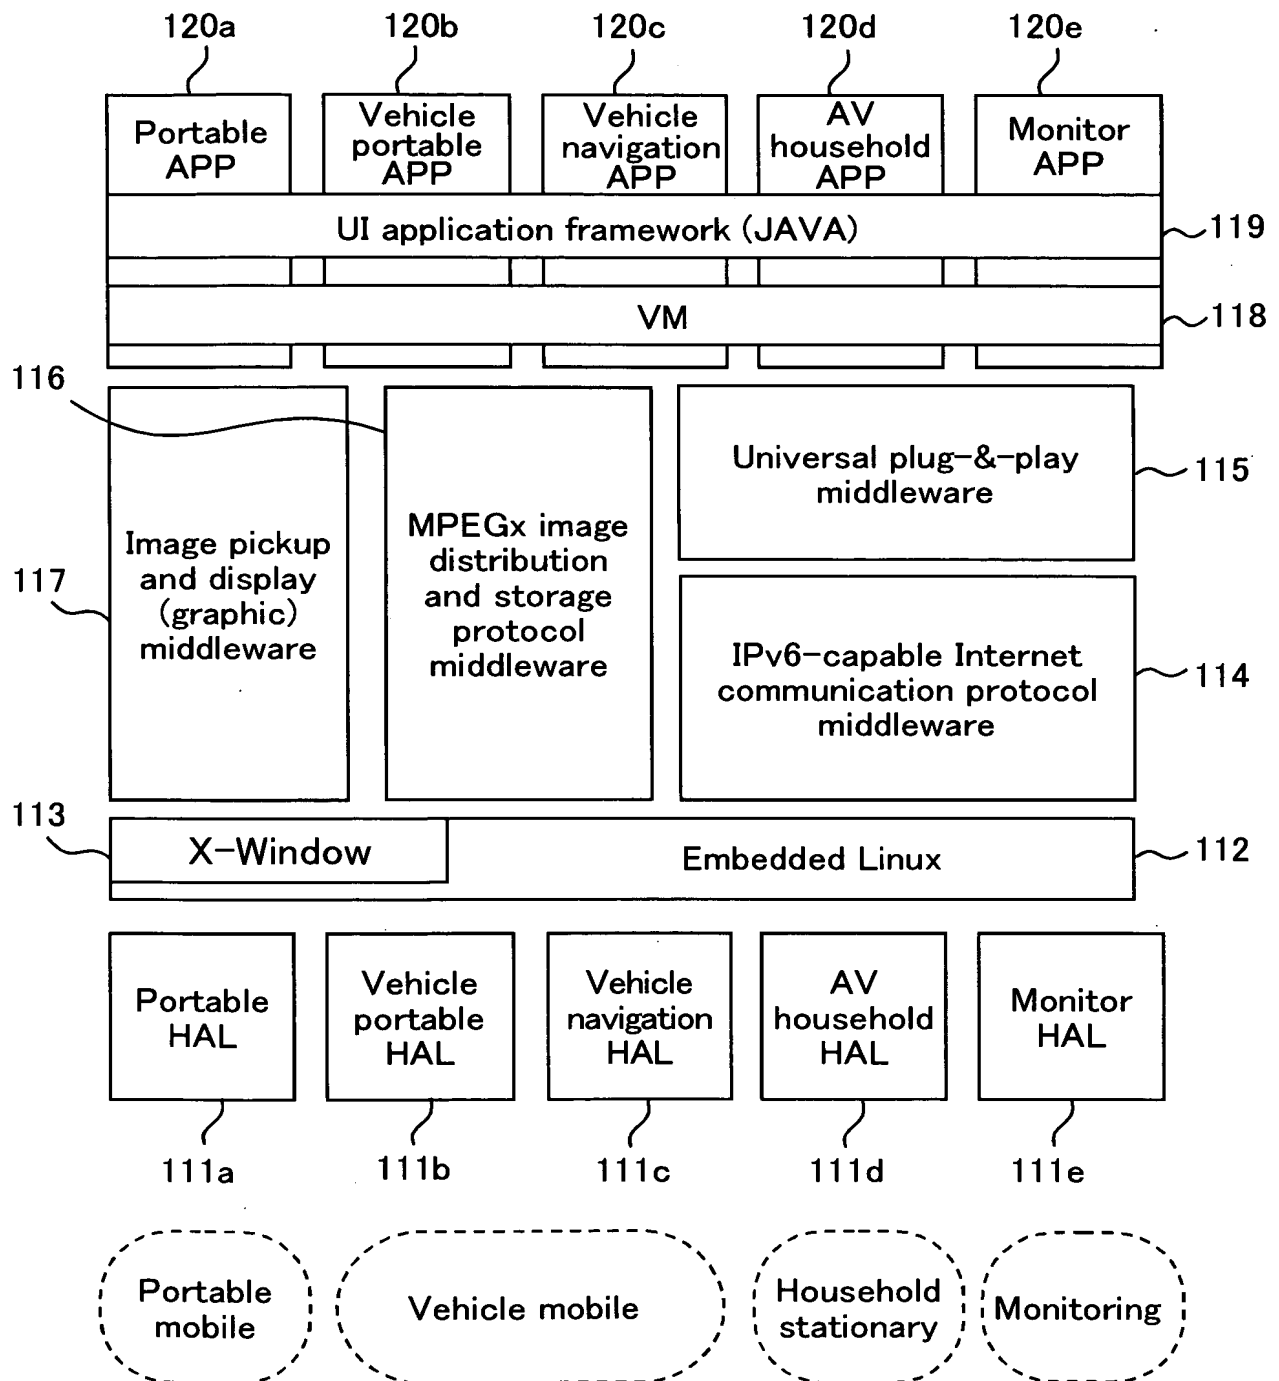 120a 120b 120c 120d 120e
Portable
APP
Vehicle
portable
APP
Vehicle
navigation
APP
AV
household
APP
Monitor
APP
UI application framework (JAVA)
119
VM
118
116
Image pickup
and display
(graphic)
middleware
117
MPEGx image
distribution
and storage
protocol
middleware
Universal plug-&-play
middleware
115
IPv6-capable Internet
communication protocol
middleware
114
113
X-Window
Embedded Linux
112
Portable
HAL
Vehicle
portable
HAL
Vehicle
navigation
HAL
AV
household
HAL
Monitor
HAL
111a 111b 111c 111d 111e
Portable
mobile
Vehicle mobile
Household
stationary
Monitoring